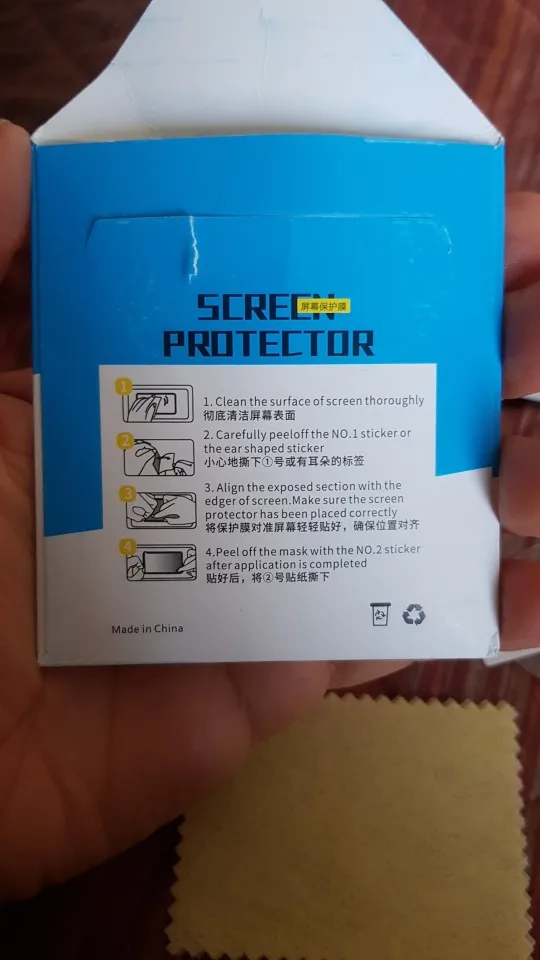 SCREEN
屏幕保护膜
PROTECTOR
1
1. Clean the surface of screen thoroughly
彻底清洁屏幕表面
2
2. Carefully peeloff the NO.1 sticker or
the ear shaped sticker
小心地撕下①号或有耳朵的标签
3
3. Align the exposed section with the
edger of screen.Make sure the screen
protector has been placed correctly
将保护膜对准屏幕轻轻贴好，确保位置对齐
4
4.Peel off the mask with the NO.2 sticker
after application is completed
贴好后，将②号贴纸撕下
Made in China